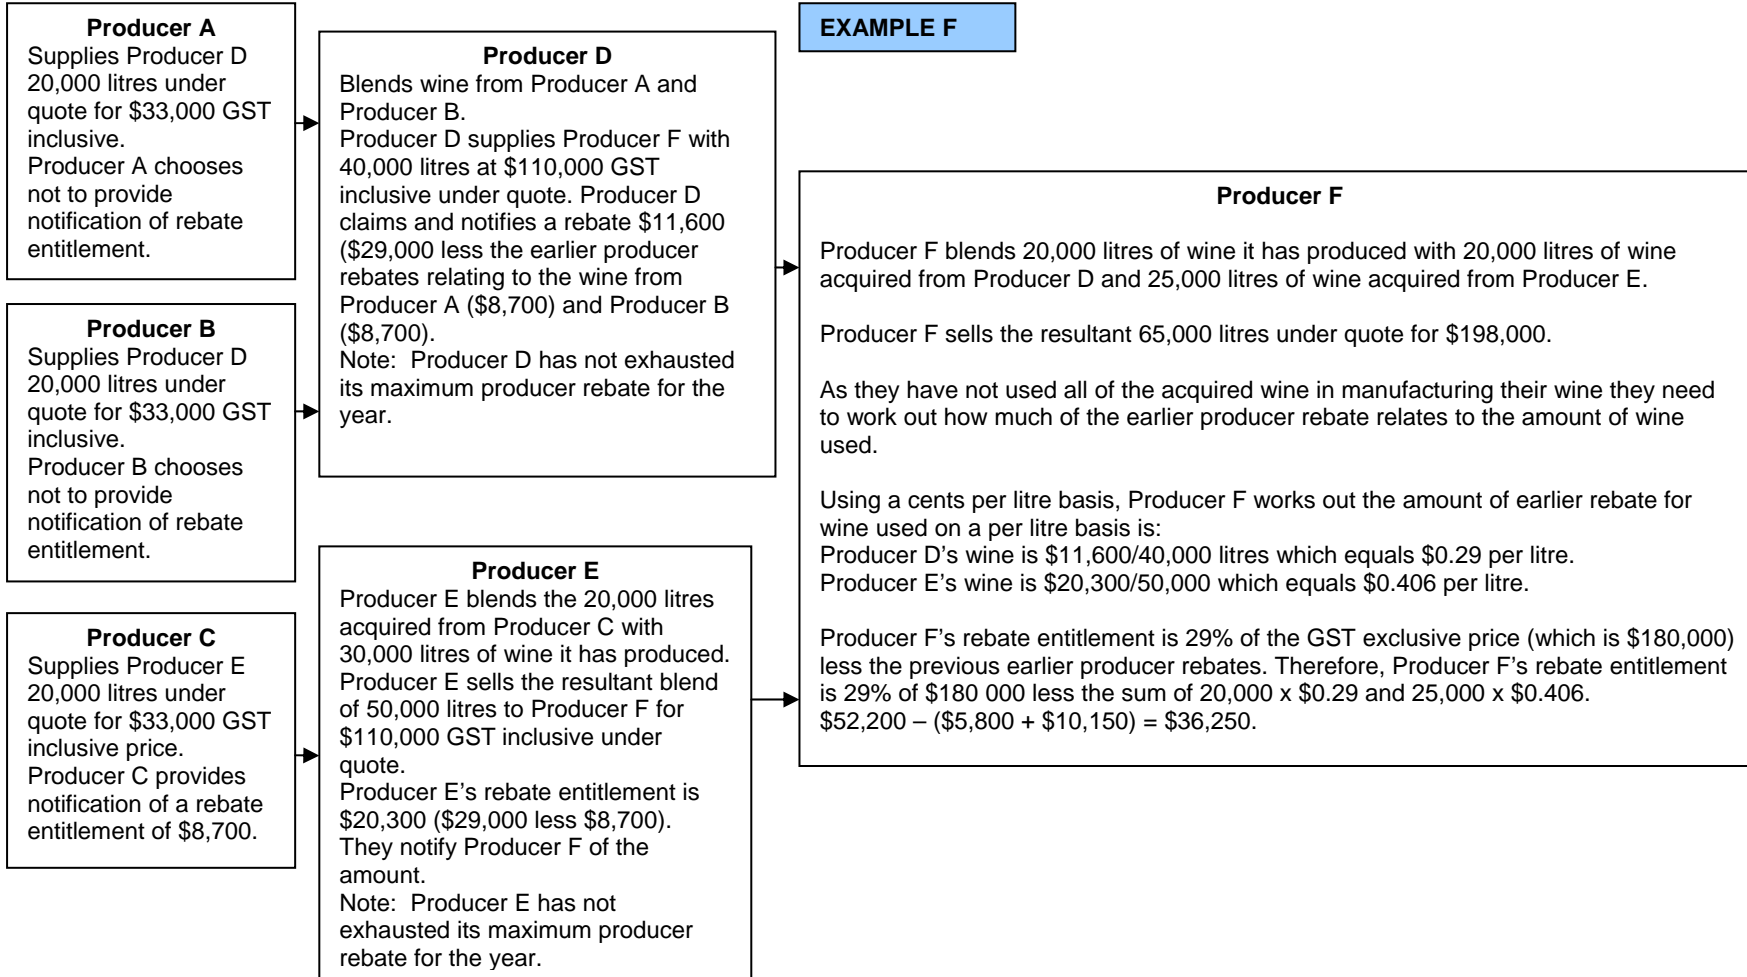 Producer A
Supplies Producer D
20,000 litres under
quote for $33,000 GST
inclusive.
Producer A chooses
not to provide
notification of rebate
entitlement.
Producer B
Supplies Producer D
20,000 litres under
quote for $33,000 GST
inclusive.
Producer B chooses
not to provide
notification of rebate
entitlement.
Producer C
Supplies Producer E
20,000 litres under
quote for $33,000 GST
inclusive price.
Producer C provides
notification of a rebate
entitlement of $8,700.
Producer D
Blends wine from Producer A and
Producer B.
Producer D supplies Producer F with
40,000 litres at $110,000 GST
inclusive under quote. Producer D
claims and notifies a rebate $11,600
($29,000 less the earlier producer
rebates relating to the wine from
Producer A ($8,700) and Producer B
($8,700).
Note:  Producer D has not exhausted
its maximum producer rebate for the
year.
Producer E
Producer E blends the 20,000 litres
acquired from Producer C with
30,000 litres of wine it has produced.
Producer E sells the resultant blend
of 50,000 litres to Producer F for
$110,000 GST inclusive under
quote.
Producer E’s rebate entitlement is
$20,300 ($29,000 less $8,700).
They notify Producer F of the
amount.
Note:  Producer E has not
exhausted its maximum producer
rebate for the year.
EXAMPLE F
Producer F
Producer F blends 20,000 litres of wine it has produced with 20,000 litres of wine
acquired from Producer D and 25,000 litres of wine acquired from Producer E.
Producer F sells the resultant 65,000 litres under quote for $198,000.
As they have not used all of the acquired wine in manufacturing their wine they need
to work out how much of the earlier producer rebate relates to the amount of wine
used.
Using a cents per litre basis, Producer F works out the amount of earlier rebate for
wine used on a per litre basis is:
Producer D’s wine is $11,600/40,000 litres which equals $0.29 per litre.
Producer E’s wine is $20,300/50,000 which equals $0.406 per litre.
Producer F’s rebate entitlement is 29% of the GST exclusive price (which is $180,000)
less the previous earlier producer rebates. Therefore, Producer F’s rebate entitlement
is 29% of $180 000 less the sum of 20,000 x $0.29 and 25,000 x $0.406.
$52,200 – ($5,800 + $10,150) = $36,250.